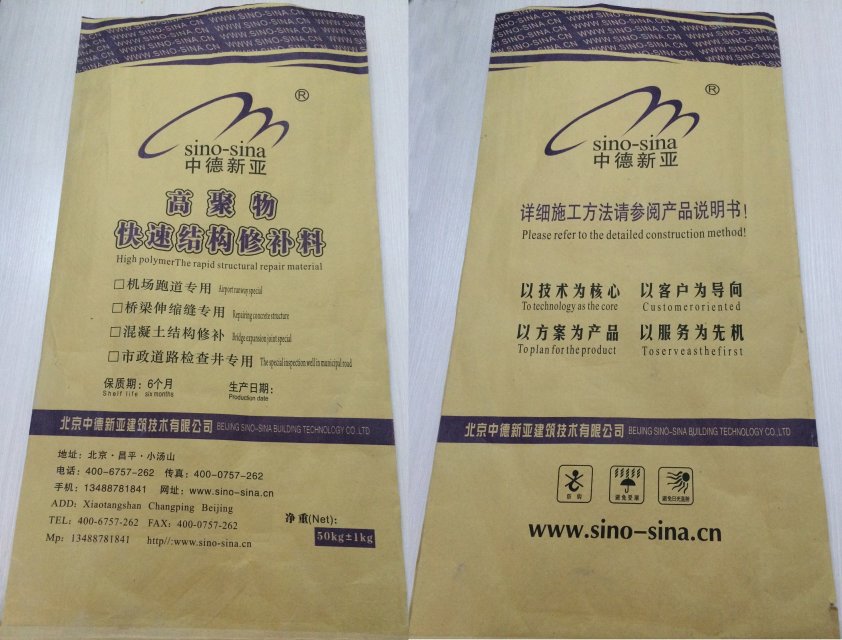 WWW.SINO-SINA.CN
®
sino-sina
中德新亚
高聚物
快速结构修补料
High polymerThe rapid structural repair material
□机场跑道专用 Airport runway special
□桥梁伸缩缝专用 Repairing concrete structure
□混凝土结构修补 Bridge expansion joint special
□市政道路检查井专用 The special inspection well in municipal road
保质期：6个月 生产日期：
Shelf life six months Production date
北京中德新亚建筑技术有限公司 BEIJING SINO-SINA BUILDING TECHNOLOGY CO.,LTD
地址：北京·昌平·小汤山
电话：400-6757-262 传真：400-0757-262
手机：13488781841 网址：www.sino-sina.cn
ADD: Xiaotangshan Changping Beijing
TEL: 400-6757-262 FAX: 400-0757-262
Mp: 13488781841 http//:www.sino-sina.cn
净重(Net):
50kg±1kg
WWW.SINO-SINA.CN
®
sino-sina
中德新亚
详细施工方法请参阅产品说明书!
Please refer to the detailed construction method!
以技术为核心 以客户为导向
To technology as the core Customeroriented
以方案为产品 以服务为先机
To plan for the product Toserveasthefirst
北京中德新亚建筑技术有限公司 BEIJING SINO-SINA BUILDING TECHNOLOGY CO.,LTD
避免受潮 避免日光直射
www.sino-sina.cn